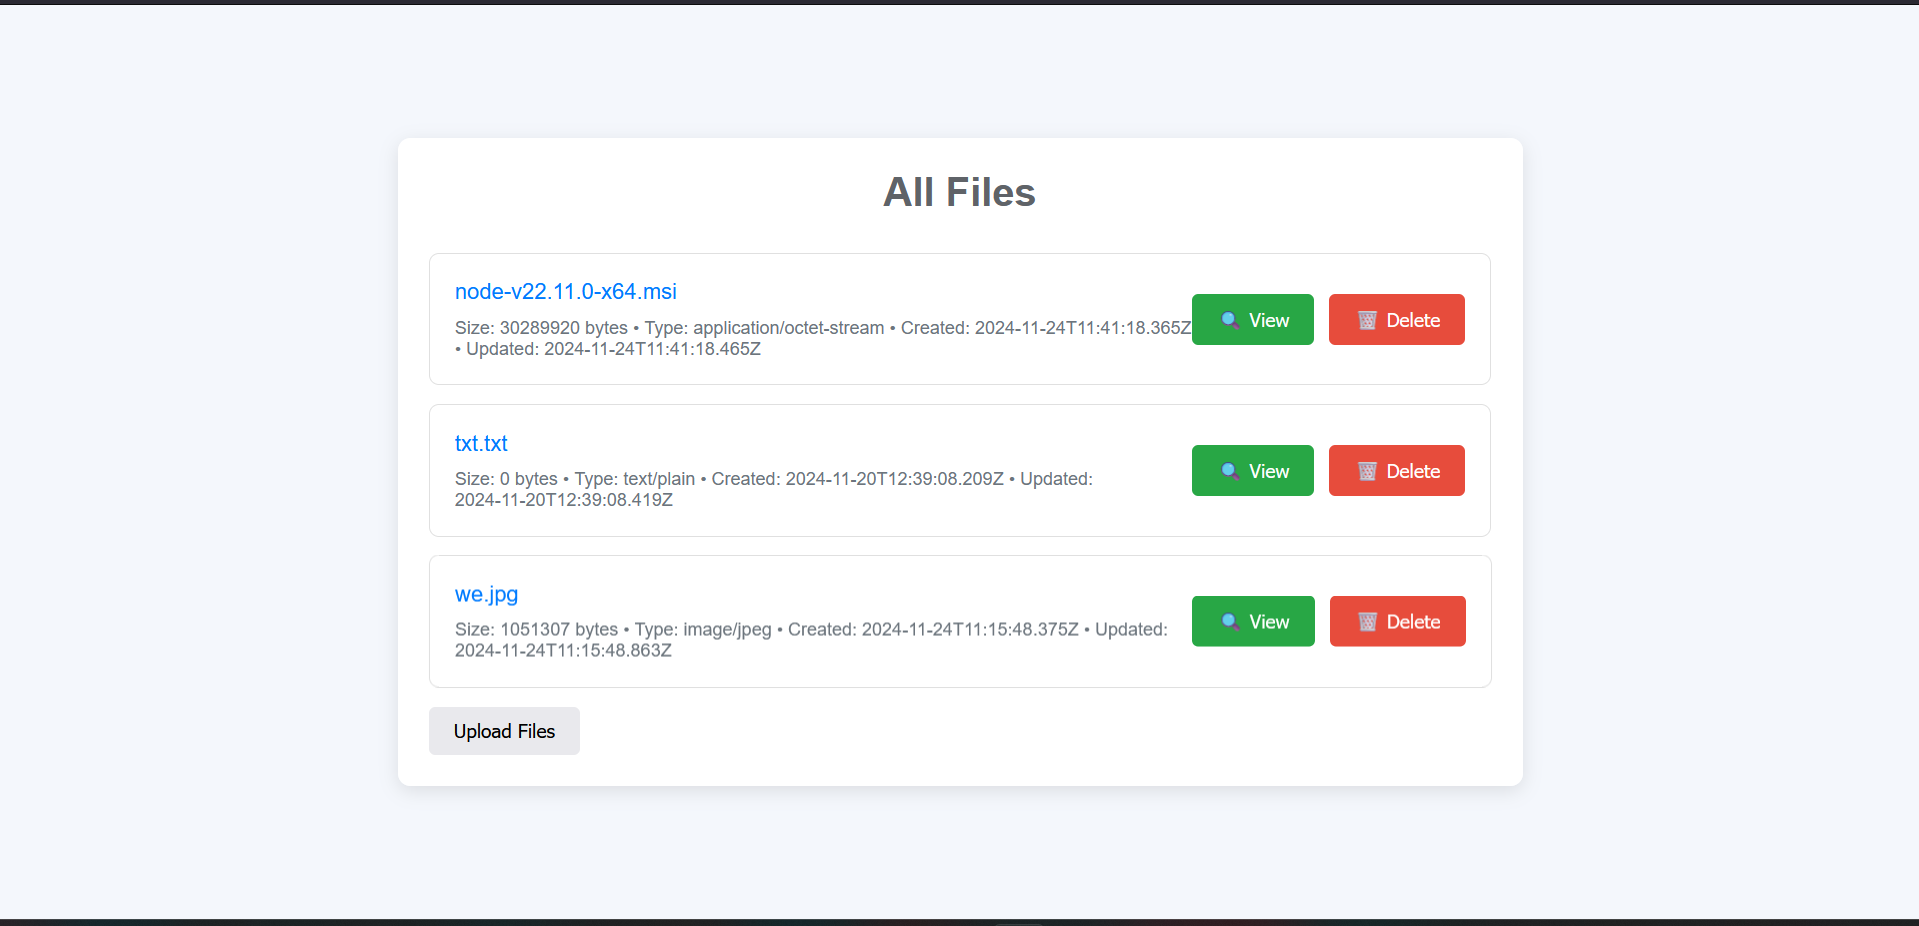 All Files
node-v22.11.0-x64.msi
Size: 30289920 bytes • Type: application/octet-stream • Created: 2024-11-24T11:41:18.365Z
• Updated: 2024-11-24T11:41:18.465Z
View
Delete
txt.txt
Size: 0 bytes • Type: text/plain • Created: 2024-11-20T12:39:08.209Z • Updated:
2024-11-20T12:39:08.419Z
View
Delete
we.jpg
Size: 1051307 bytes • Type: image/jpeg • Created: 2024-11-24T11:15:48.375Z • Updated:
2024-11-24T11:15:48.863Z
View
Delete
Upload Files